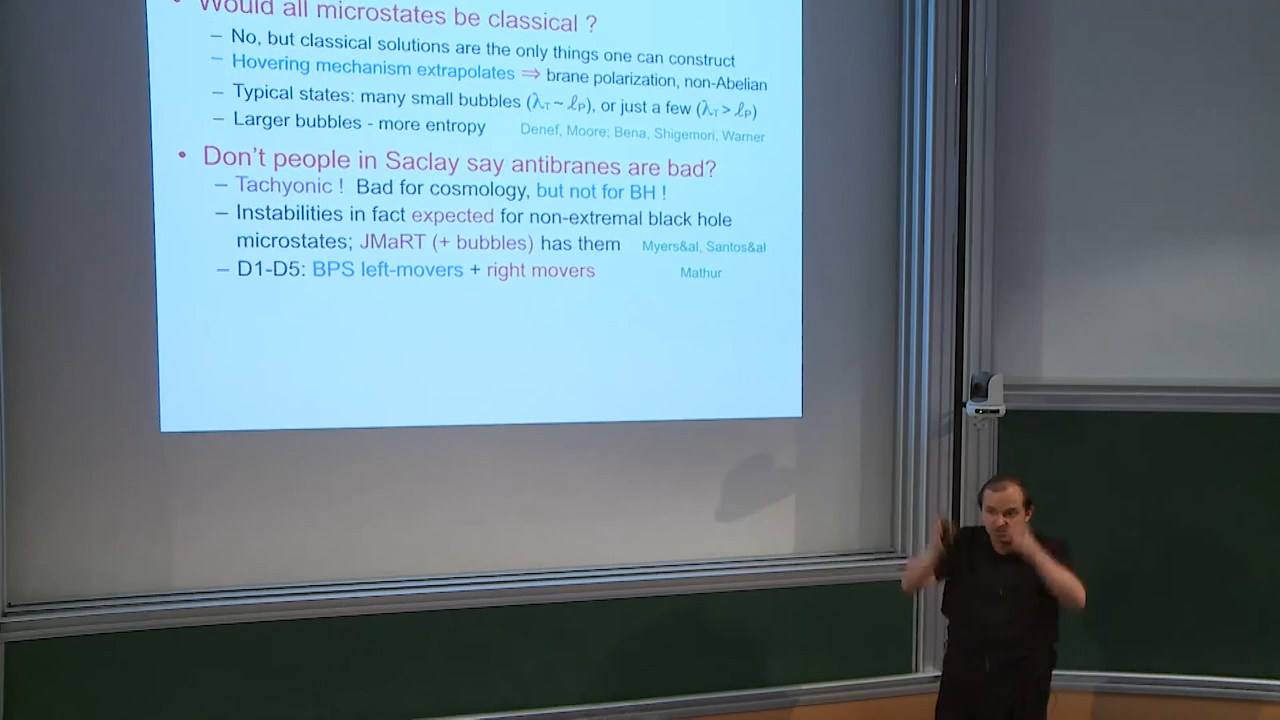 • Would all microstates be classical ?
– No, but classical solutions are the only things one can construct
– Hovering mechanism extrapolates ⇒ brane polarization, non-Abelian
– Typical states: many small bubbles (λT ~ ℓP), or just a few (λT > ℓP)
– Larger bubbles - more entropy Denef, Moore; Bena, Shigemori, Warner
• Don't people in Saclay say antibranes are bad?
– Tachyonic ! Bad for cosmology, but not for BH !
– Instabilities in fact expected for non-extremal black hole
microstates; JMaRT (+ bubbles) has them Myers&al, Santos&al
– D1-D5: BPS left-movers + right movers Mathur